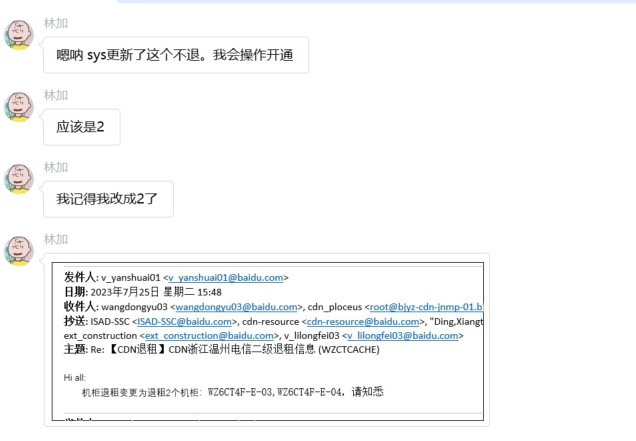 林加
嗯呐 sys更新了这个不退。我会操作开通
林加
应该是2
林加
我记得我改成2了
林加
发件人: v_yanshuai01 <v_yanshuai01@baidu.com>
日期: 2023年7月25日 星期二 15:48
收件人: wangdongyu03 <wangdongyu03@baidu.com>, cdn_ploceus <root@bjyz-cdn-jnmp-01.b
抄送: ISAD-SSC <ISAD-SSC@baidu.com>, cdn-resource <cdn-resource@baidu.com>, "Ding,Xiangt
ext_construction <ext_construction@baidu.com>, v_lilongfei03 <v_lilongfei03@baidu.com>
主题: Re: 【CDN退租】CDN浙江温州电信二级退租信息 (WZCTCACHE)
Hi all:
机柜退租变更为退租2个机柜: WZ6CT4F-E-03,WZ6CT4F-E-04, 请知悉